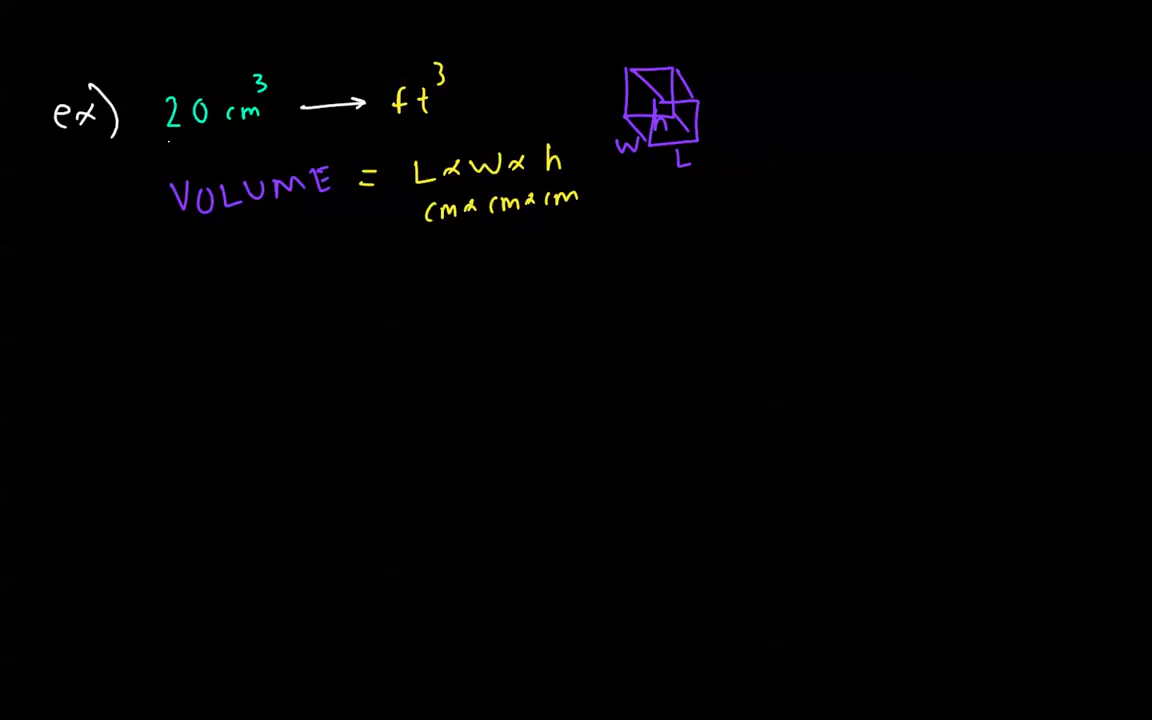 ex) 20 cm³ → ft³
VOLUME = L x W x h
cm x cm x cm
h
W
L